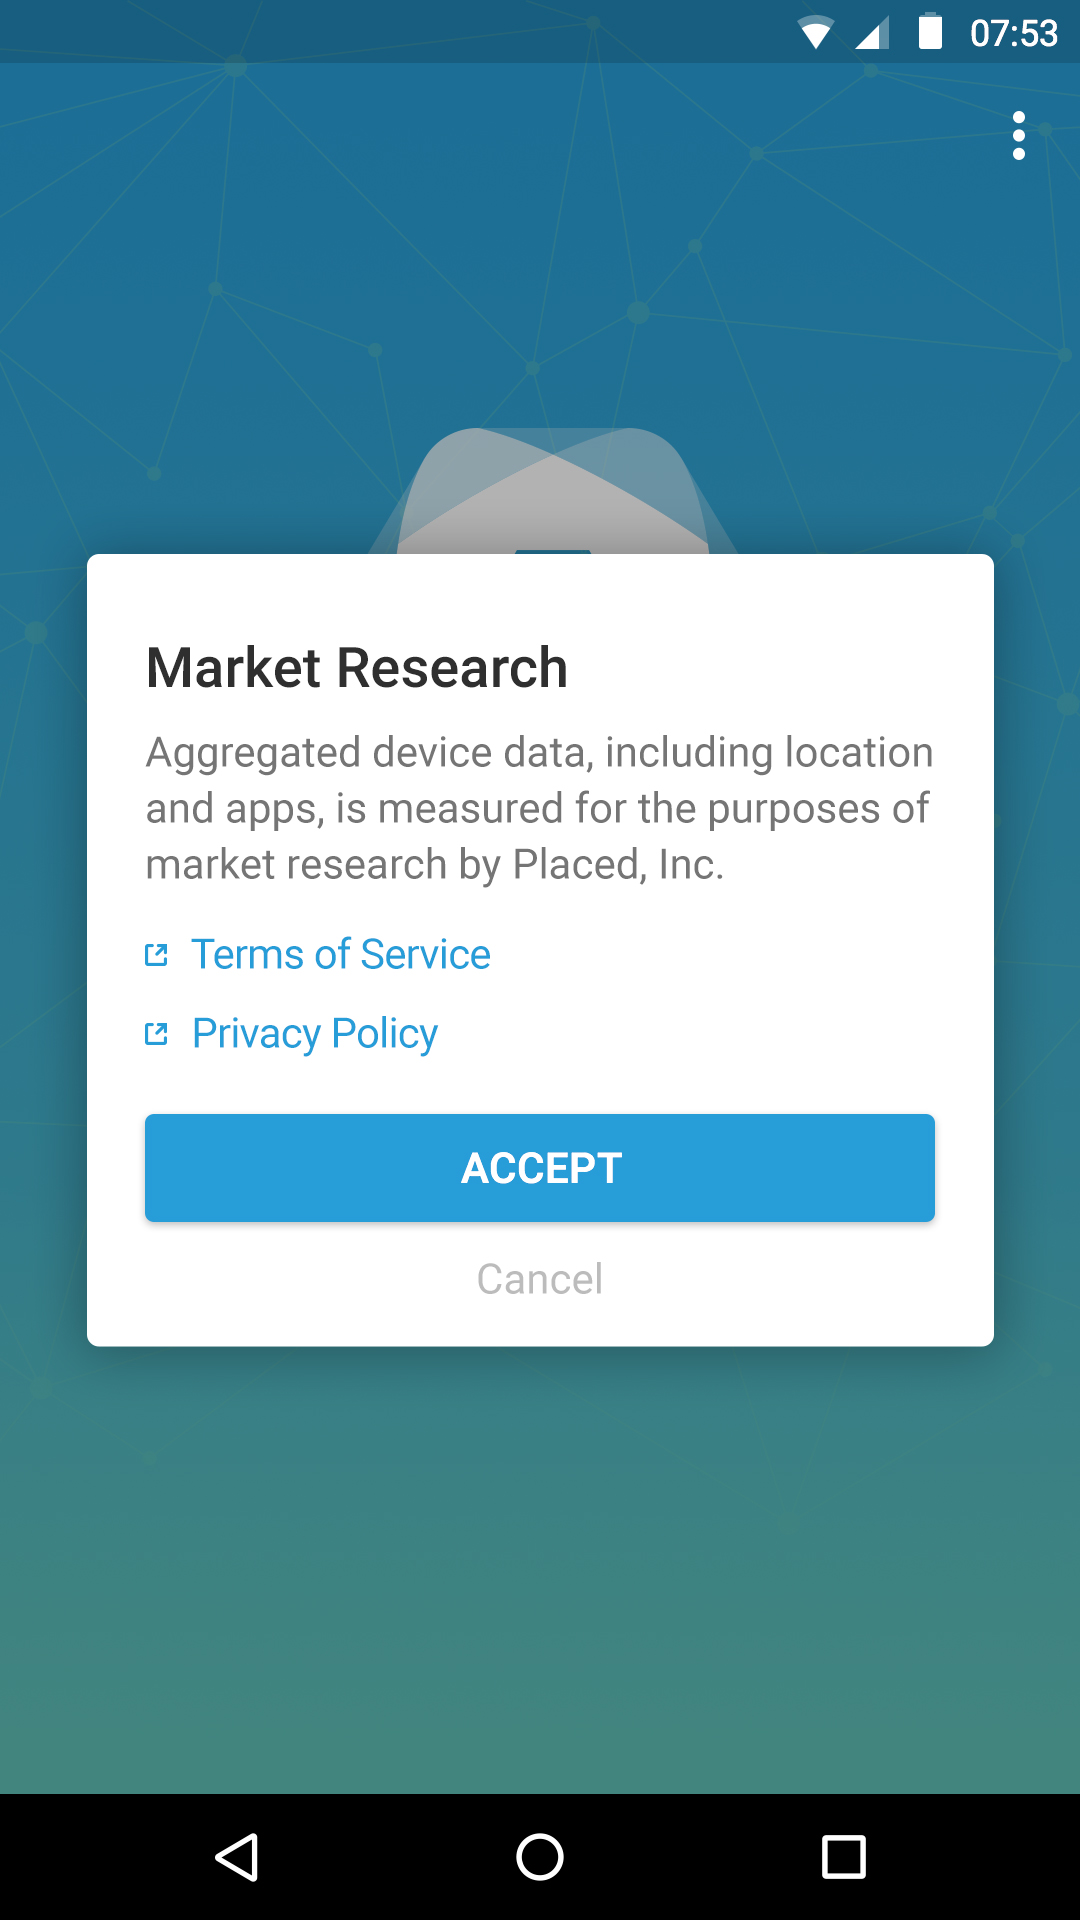 07:53
Market Research
Aggregated device data, including location
and apps, is measured for the purposes of
market research by Placed, Inc.
Terms of Service
Privacy Policy
ACCEPT
Cancel